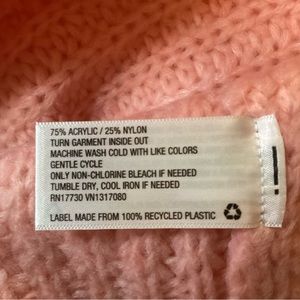 75% ACRYLIC / 25% NYLON
TURN GARMENT INSIDE OUT
MACHINE WASH COLD WITH LIKE COLORS
GENTLE CYCLE
ONLY NON-CHLORINE BLEACH IF NEEDED
TUMBLE DRY, COOL IRON IF NEEDED
RN17730 VN1317080
LABEL MADE FROM 100% RECYCLED PLASTIC